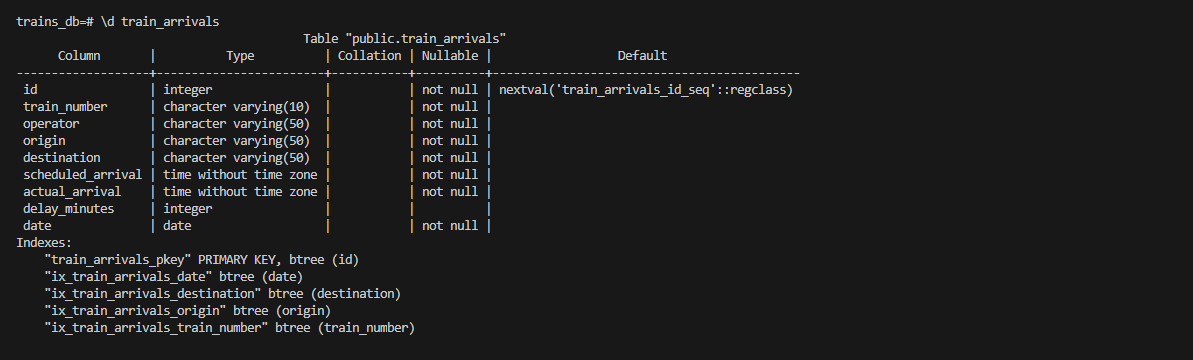 trains_db=# \d train_arrivals
                                         Table "public.train_arrivals"
      Column       |          Type          | Collation | Nullable |                  Default
-------------------+------------------------+-----------+----------+--------------------------------------------
 id                | integer                |           | not null | nextval('train_arrivals_id_seq'::regclass)
 train_number      | character varying(10)  |           | not null |
 operator          | character varying(50)  |           | not null |
 origin            | character varying(50)  |           | not null |
 destination       | character varying(50)  |           | not null |
 scheduled_arrival | time without time zone |           | not null |
 actual_arrival    | time without time zone |           | not null |
 delay_minutes     | integer                |           |          |
 date              | date                   |           | not null |
Indexes:
    "train_arrivals_pkey" PRIMARY KEY, btree (id)
    "ix_train_arrivals_date" btree (date)
    "ix_train_arrivals_destination" btree (destination)
    "ix_train_arrivals_origin" btree (origin)
    "ix_train_arrivals_train_number" btree (train_number)